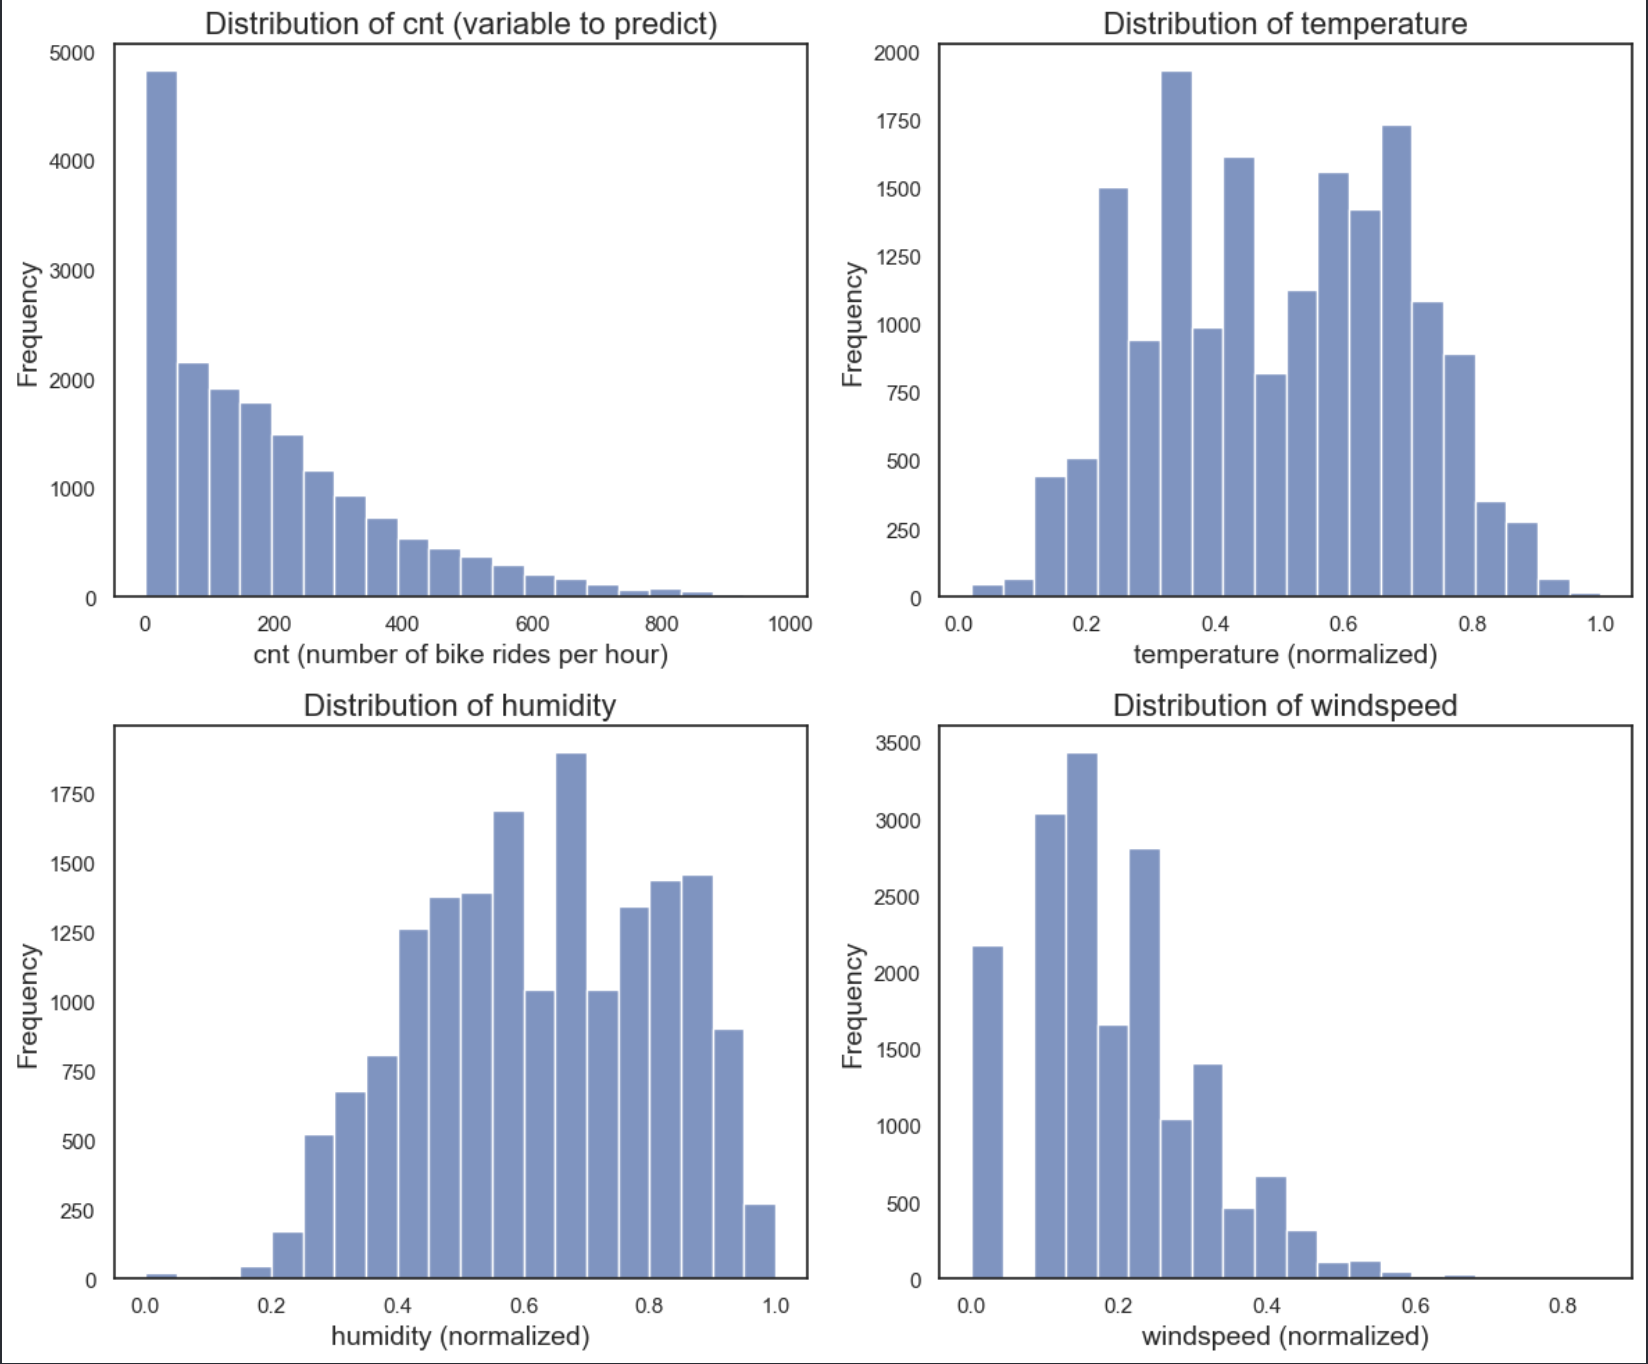 Distribution of cnt (variable to predict)
5000
4000
3000
2000
1000
0
Frequency
0 200 400 600 800 1000
cnt (number of bike rides per hour)
Distribution of temperature
2000
1750
1500
1250
1000
750
500
250
0
Frequency
0.0 0.2 0.4 0.6 0.8 1.0
temperature (normalized)
Distribution of humidity
1750
1500
1250
1000
750
500
250
0
Frequency
0.0 0.2 0.4 0.6 0.8 1.0
humidity (normalized)
Distribution of windspeed
3500
3000
2500
2000
1500
1000
500
0
Frequency
0.0 0.2 0.4 0.6 0.8
windspeed (normalized)